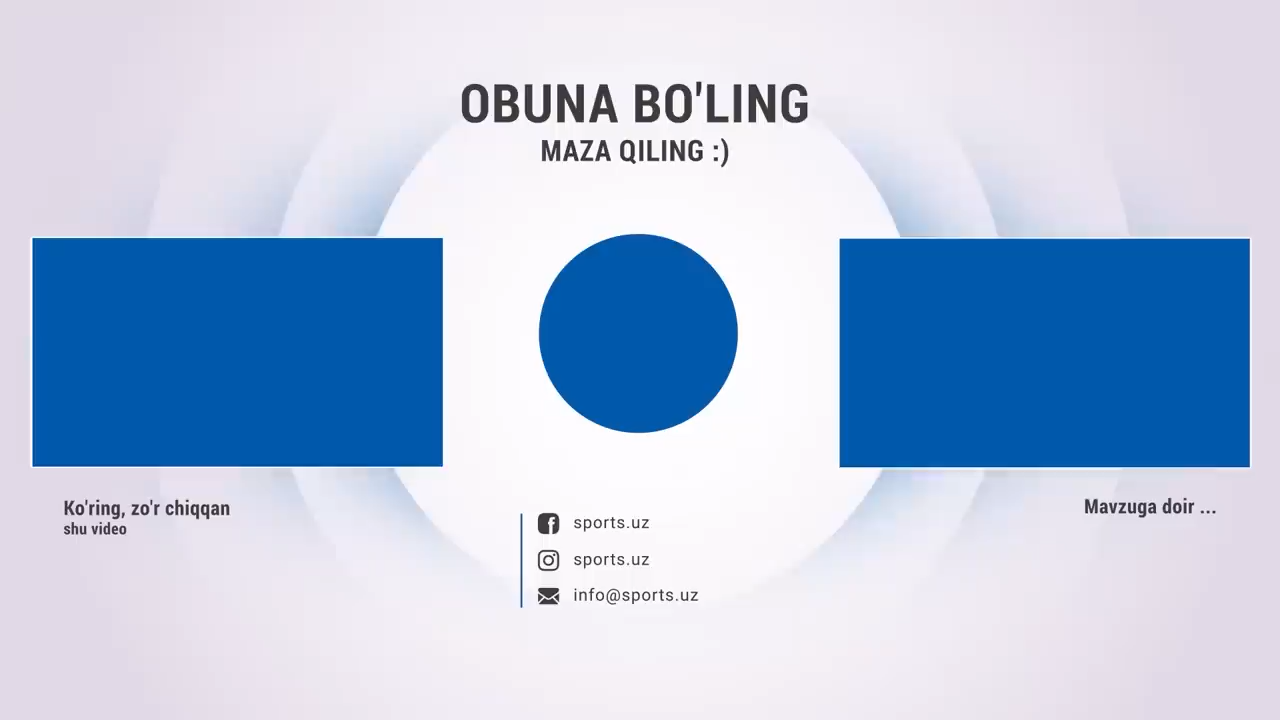 OBUNA BO'LING
MAZA QILING :)
Ko'ring, zo'r chiqqan
shu video
Mavzuga doir ...
sports.uz
sports.uz
info@sports.uz